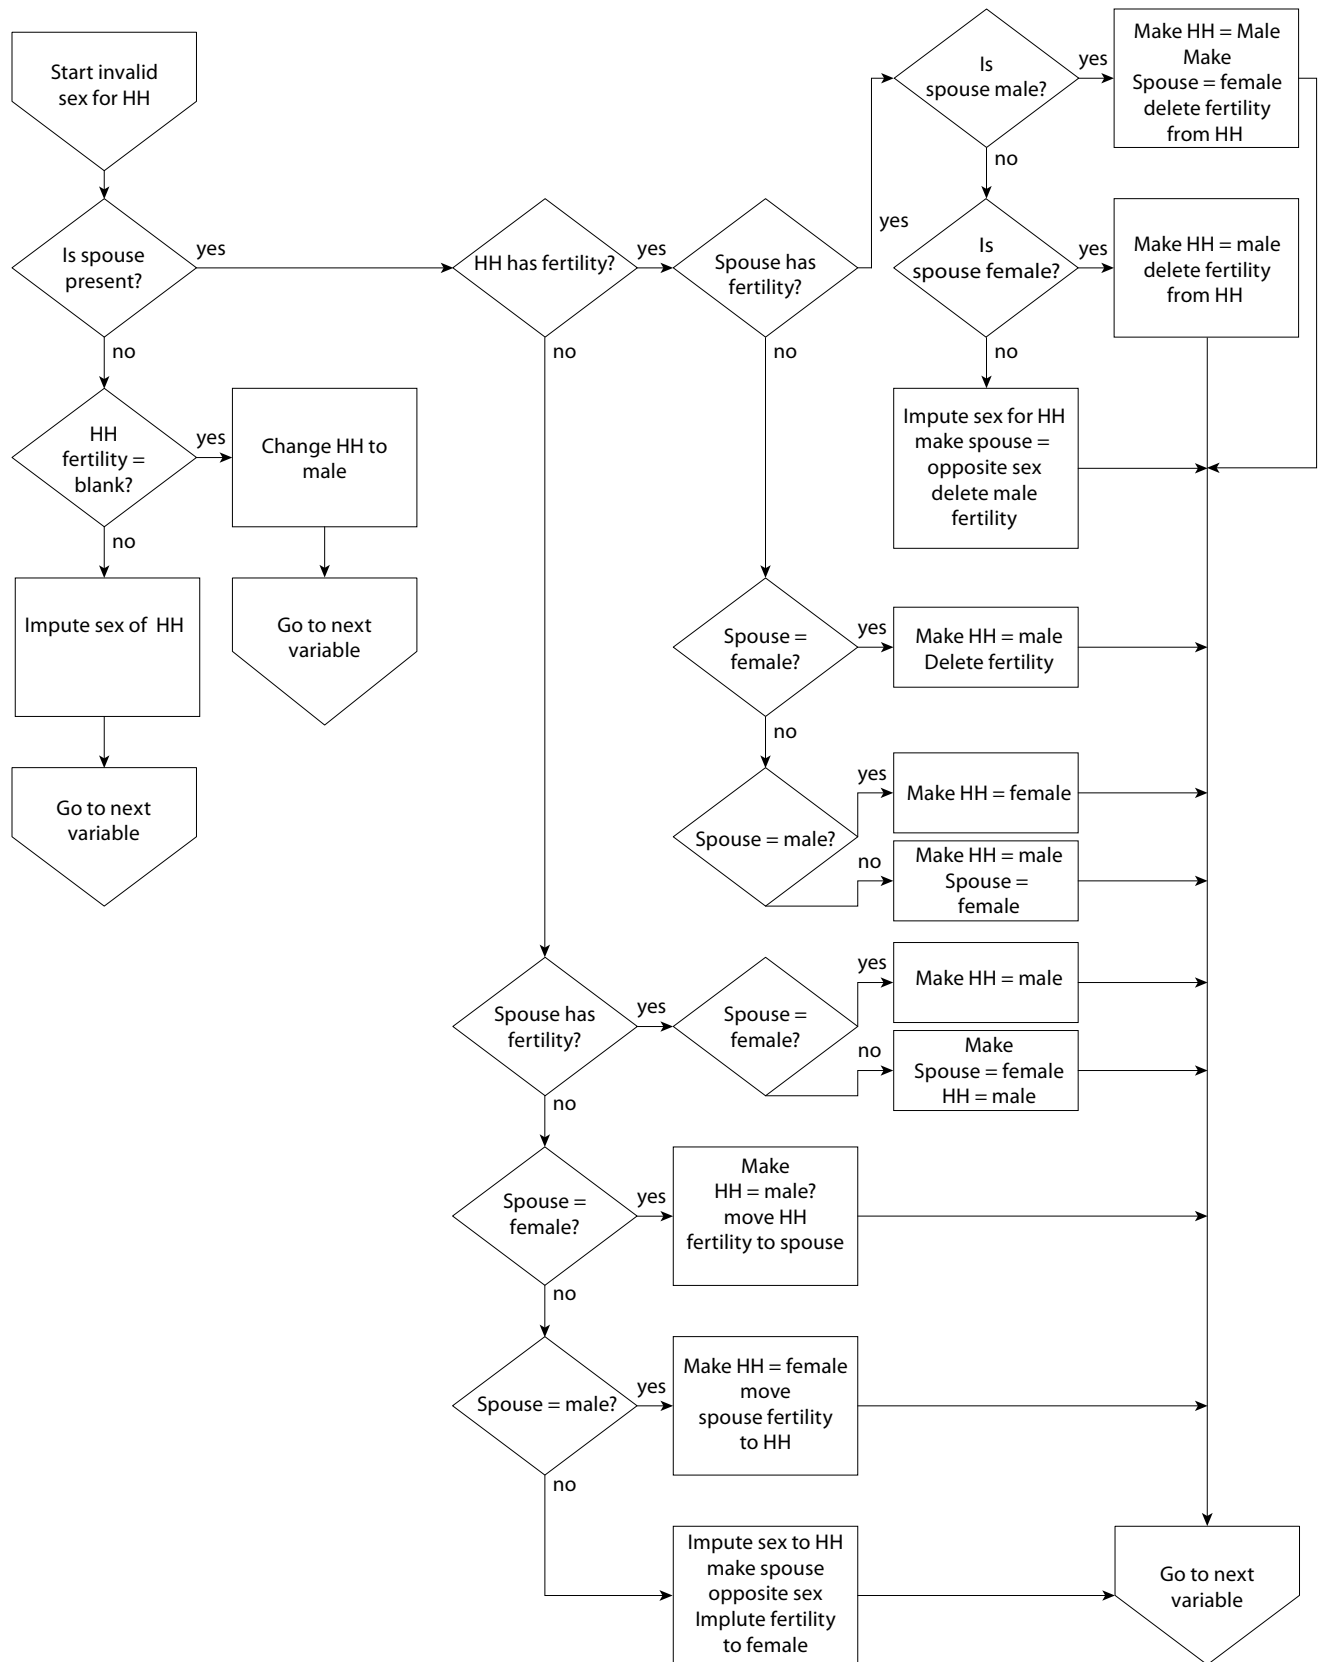 Start invalid
sex for HH
Is spouse
present?
yes
no
HH
fertility =
blank?
yes
Change HH to
male
Go to next
variable
no
Impute sex of HH
Go to next
variable
HH has fertility?
yes
no
Spouse has
fertility?
yes
no
Is
spouse male?
yes
Make HH = Male
Make
Spouse = female
delete fertility
from HH
no
Is
spouse female?
yes
Make HH = male
delete fertility
from HH
no
Impute sex for HH
make spouse =
opposite sex
delete male
fertility
Spouse =
female?
yes
Make HH = male
Delete fertility
no
Spouse = male?
yes
Make HH = female
no
Make HH = male
Spouse =
female
Spouse has
fertility?
yes
Spouse =
female?
yes
Make HH = male
no
Make
Spouse = female
HH = male
no
Spouse =
female?
yes
Make
HH = male?
move HH
fertility to spouse
no
Spouse = male?
yes
Make HH = female
move
spouse fertility
to HH
no
Impute sex to HH
make spouse
opposite sex
Implute fertility
to female
Go to next
variable